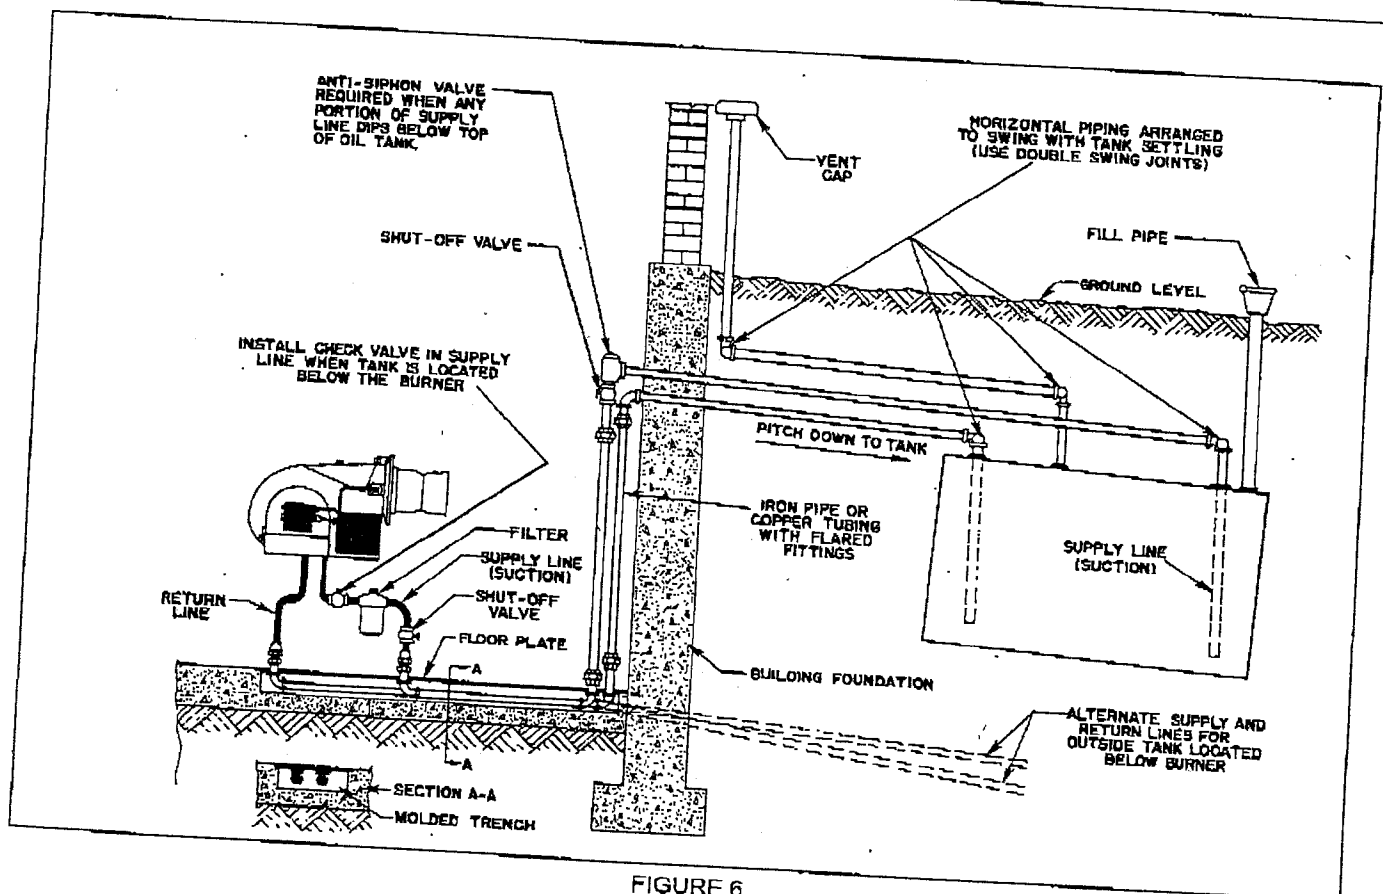 ANTI-SIPHON VALVE
REQUIRED WHEN ANY
PORTION OF SUPPLY
LINE DIPS BELOW TOP
OF OIL TANK.
VENT
CAP
HORIZONTAL PIPING ARRANGED
TO SWING WITH TANK SETTLING
(USE DOUBLE SWING JOINTS)
SHUT-OFF VALVE
FILL PIPE
GROUND LEVEL
INSTALL CHECK VALVE IN SUPPLY
LINE WHEN TANK IS LOCATED
BELOW THE BURNER
PITCH DOWN TO TANK
IRON PIPE OR
COPPER TUBING
WITH FLARED
FITTINGS
SUPPLY LINE
(SUCTION)
FILTER
SUPPLY LINE
(SUCTION)
RETURN
LINE
SHUT-OFF
VALVE
FLOOR PLATE
A
BUILDING FOUNDATION
ALTERNATE SUPPLY AND
RETURN LINES FOR
OUTSIDE TANK LOCATED
BELOW BURNER
A
SECTION A-A
MOLDED TRENCH
FIGURE 6